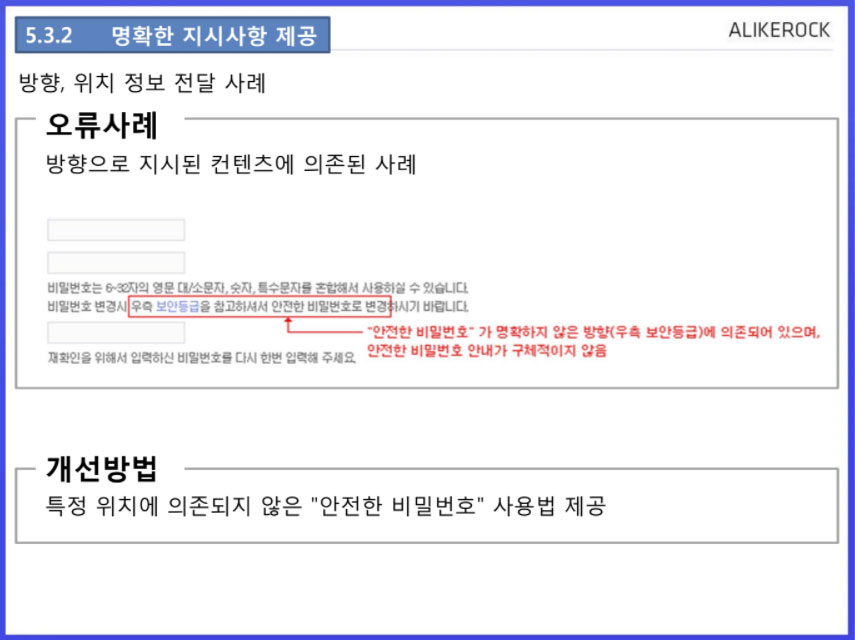 5.3.2 명확한 지시사항 제공
ALIKEROCK
방향, 위치 정보 전달 사례
오류사례
방향으로 지시된 컨텐츠에 의존된 사례
비밀번호는 6~32자의 영문 대/소문자, 숫자, 특수문자를 혼합해서 사용하실 수 있습니다.
비밀번호 변경시 우측 보안등급을 참고하셔서 안전한 비밀번호로 변경하시기 바랍니다.
"안전한 비밀번호" 가 명확하지 않은 방향(우측 보안등급)에 의존되어 있으며,
안전한 비밀번호 안내가 구체적이지 않음
재확인을 위해서 입력하신 비밀번호를 다시 한번 입력해 주세요.
개선방법
특정 위치에 의존되지 않은 "안전한 비밀번호" 사용법 제공